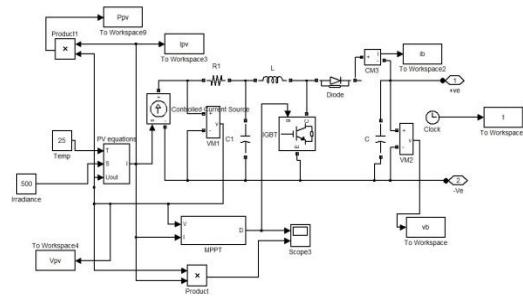 Ppv
To Workspace9
Product1
×
Ipv
To Workspace3
R1
L
Diode
CM3
Ib
To Workspace2
1
+ve
Controlled Current Source
25
Temp
PV equations
T
S
Uout
I
VM1
C1
IGBT
C
VM2
Clock
t
To Workspace
500
Irradiance
2
-Ve
To Workspace4
Vpv
V
I
D
MPPT
Scope3
×
Product
vb
To Workspace